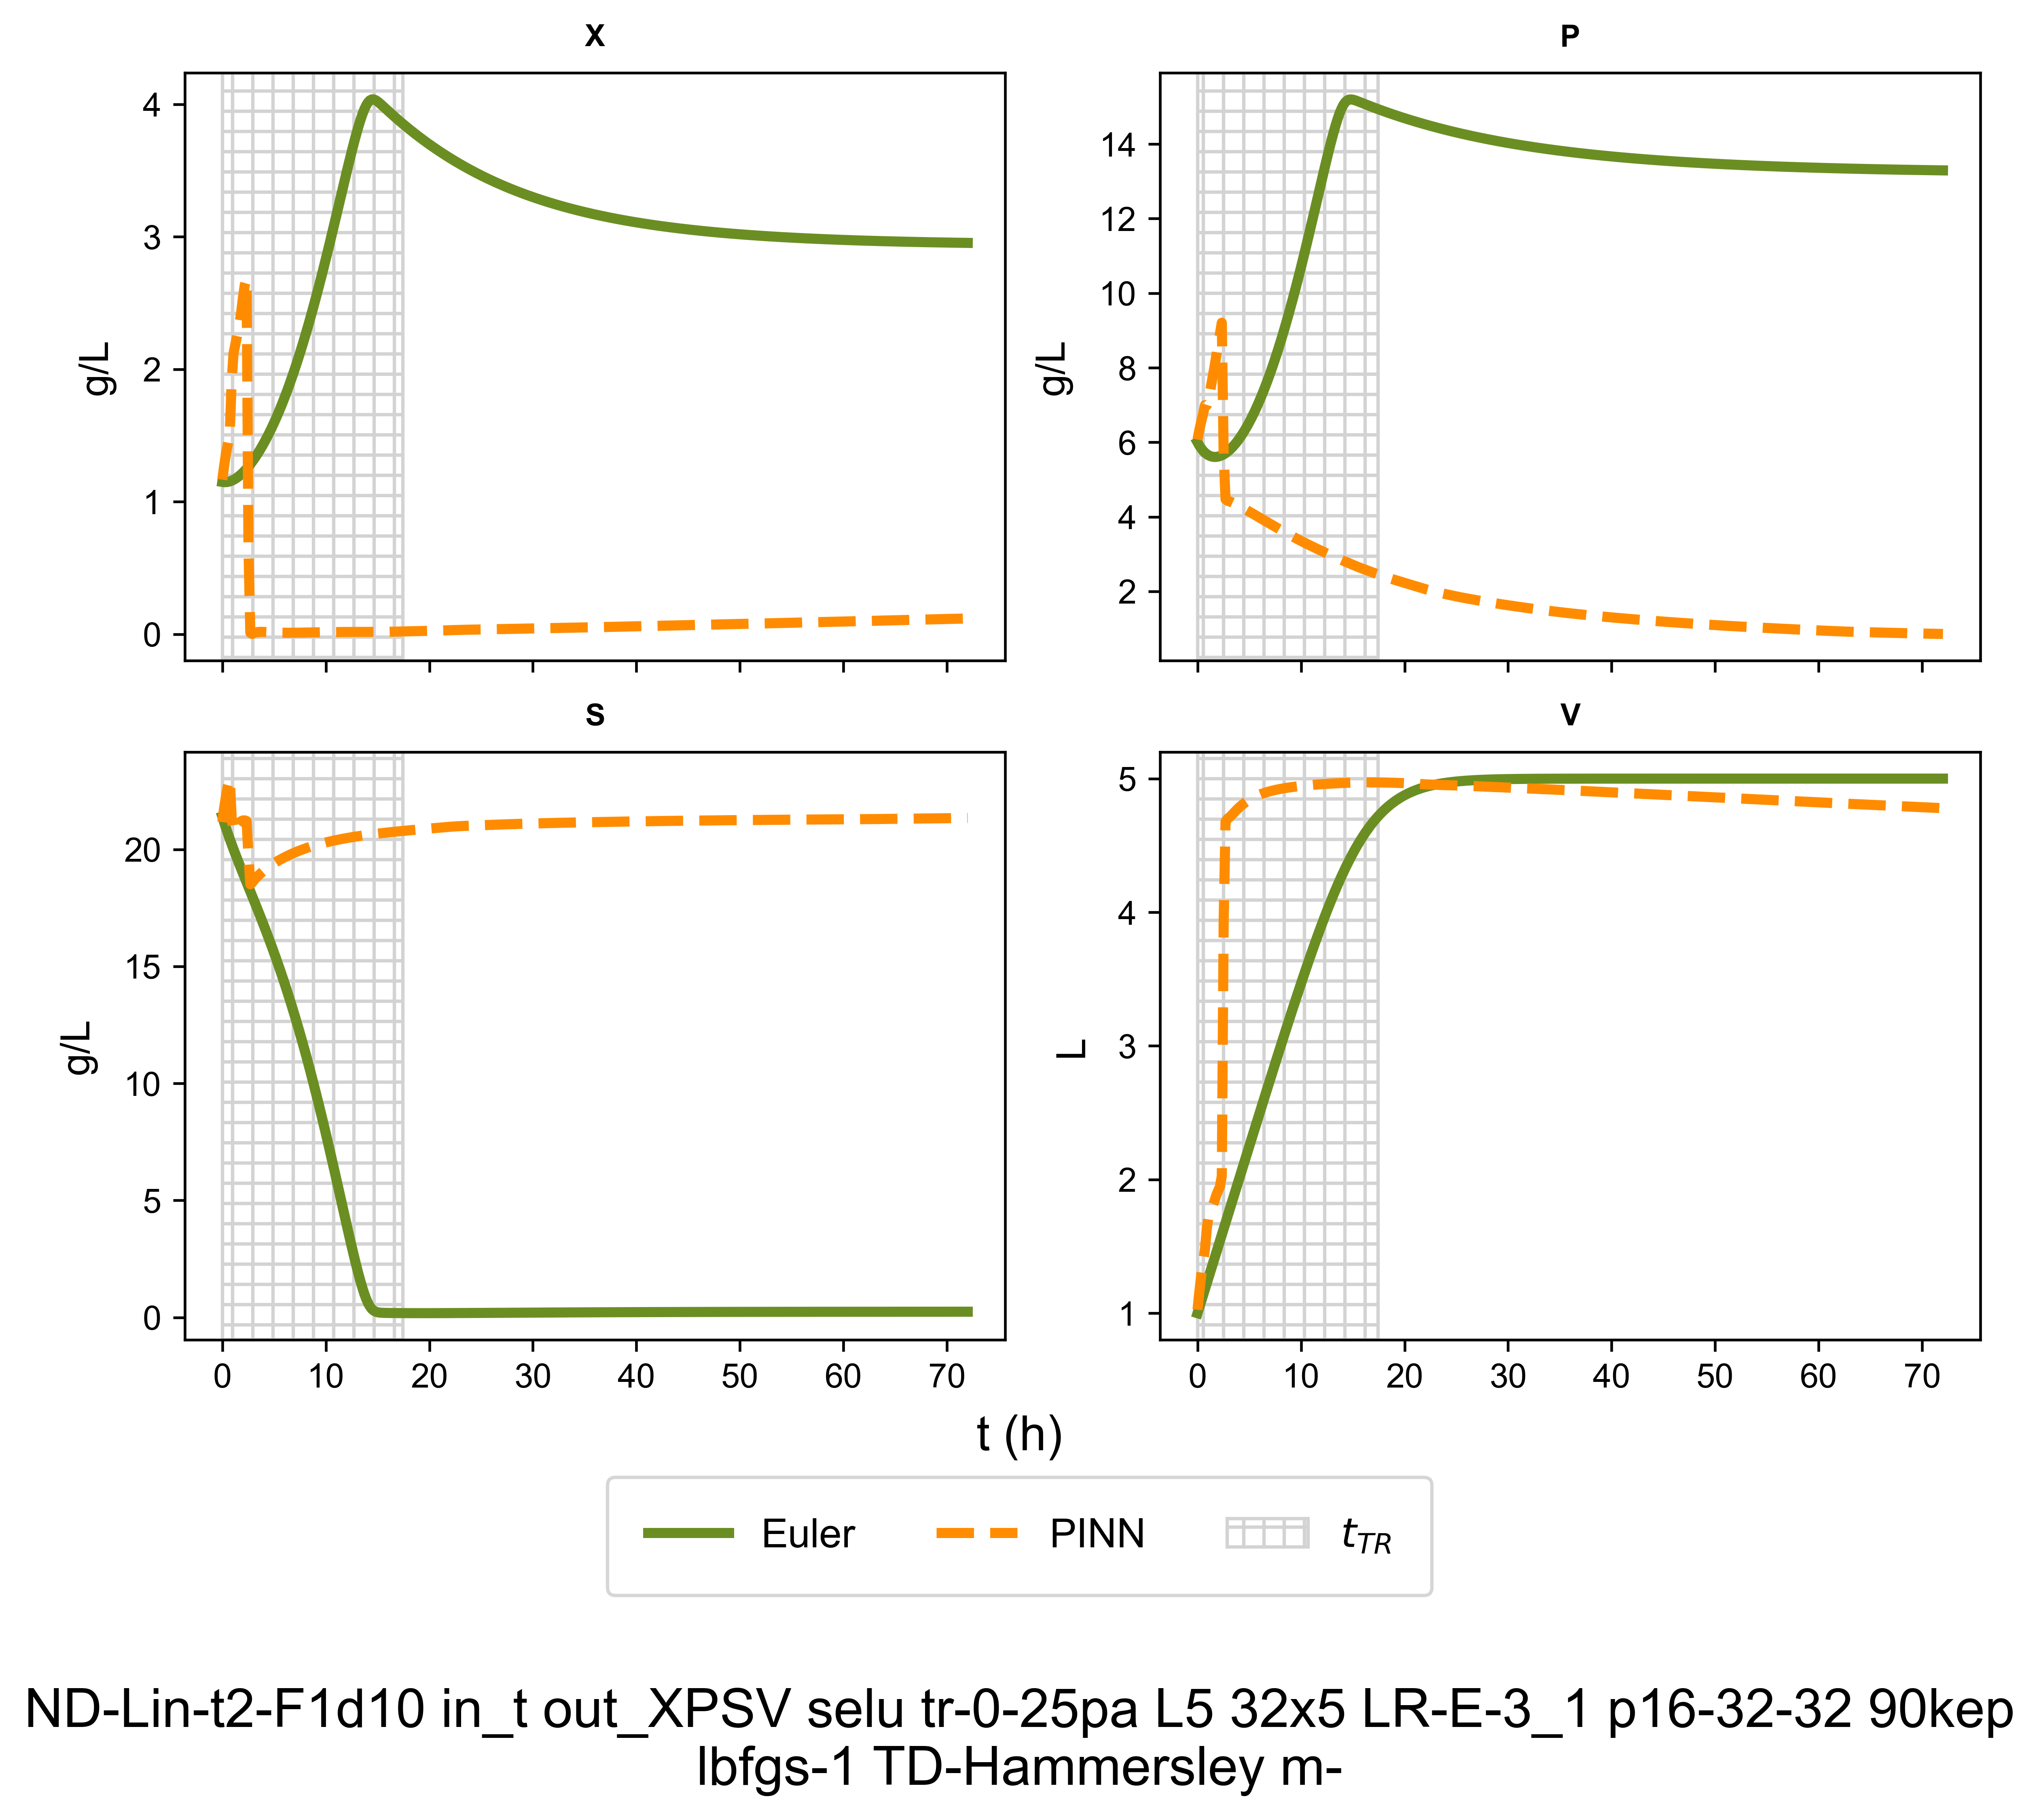 X
4
3
2
1
0
g/L
P
14
12
10
8
6
4
2
g/L
S
20
15
10
5
0
g/L
0 10 20 30 40 50 60 70
V
5
4
3
2
1
L
0 10 20 30 40 50 60 70
t (h)
Euler PINN t_TR
ND-Lin-t2-F1d10 in_t out_XPSV selu tr-0-25pa L5 32x5 LR-E-3_1 p16-32-32 90kep
lbfgs-1 TD-Hammersley m-